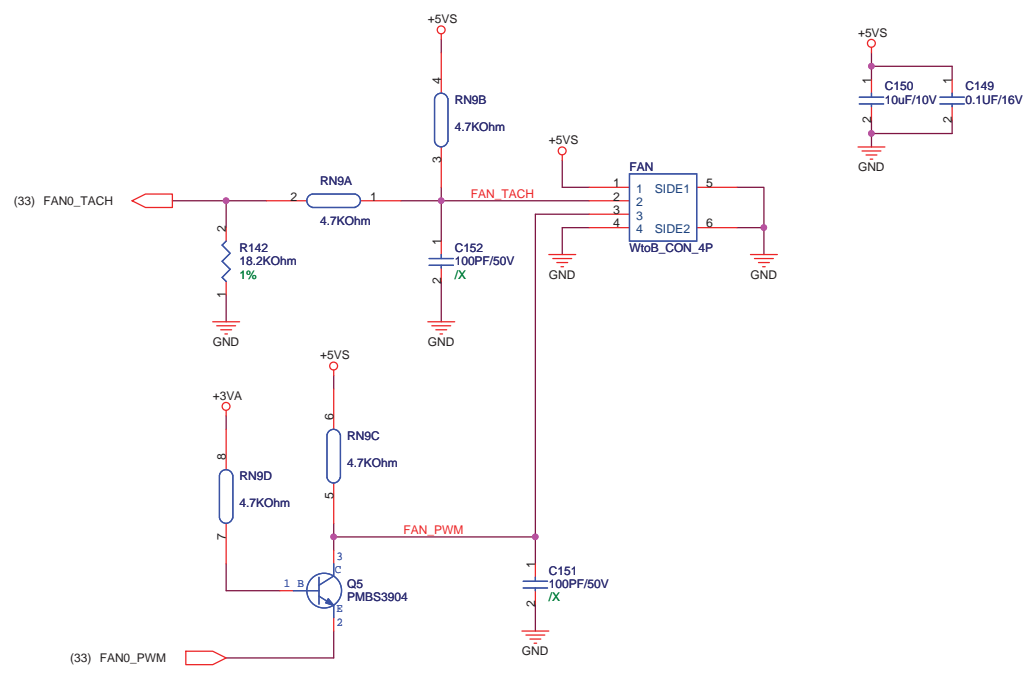 +5VS
+5VS
4
RN9B
4.7KOhm
3
1
C150
10uF/10V
2
1
C149
0.1UF/16V
2
GND
+5VS
FAN
1
2
3
4
1
2
3
4
SIDE1
SIDE2
5
6
WtoB_CON_4P
GND
GND
(33) FAN0_TACH
2
RN9A
1
4.7KOhm
FAN_TACH
2
R142
18.2KOhm
1%
1
GND
1
C152
100PF/50V
/X
2
GND
+5VS
6
RN9C
4.7KOhm
5
+3VA
8
RN9D
4.7KOhm
7
FAN_PWM
3
C
1 B
Q5
PMBS3904
E
2
1
C151
100PF/50V
/X
2
GND
(33) FAN0_PWM